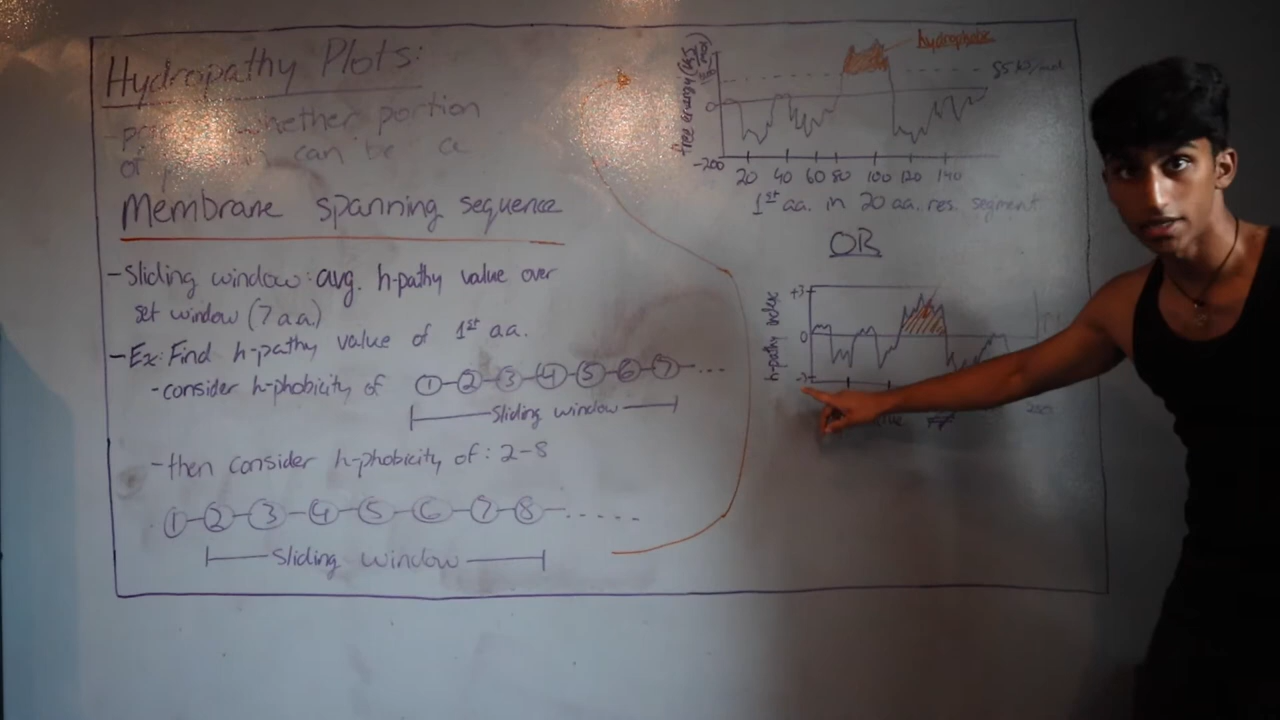 Hydropathy Plots:
whether portion
of can be a
Membrane spanning sequence
- Sliding window: avg. h-pathy value over
set window (7 a.a.)
- Ex: Find h-pathy value of 1st a.a.
- consider h-phobicity of
1 2 3 4 5 6 7 ...
Sliding window
- then consider h-phobicity of: 2-8
1 2 3 4 5 6 7 8 .....
Sliding window
hydrophobic
free energy
85 kJ/mol
0
-200
20 40 60 80 100 120 140
1st aa. in 20 aa. res. segment
OR
h-pathy index
+3
0